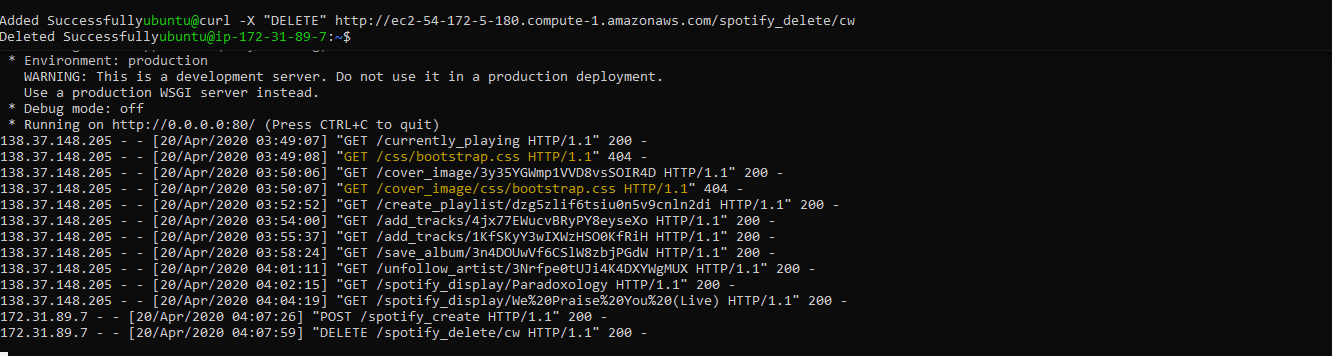 Added Successfullyubuntu@curl -X "DELETE" http://ec2-54-172-5-180.compute-1.amazonaws.com/spotify_delete/cw
Deleted Successfullyubuntu@ip-172-31-89-7:~$
* Environment: production
WARNING: This is a development server. Do not use it in a production deployment.
Use a production WSGI server instead.
* Debug mode: off
* Running on http://0.0.0.0:80/ (Press CTRL+C to quit)
138.37.148.205 - - [20/Apr/2020 03:49:07] "GET /currently_playing HTTP/1.1" 200 -
138.37.148.205 - - [20/Apr/2020 03:49:08] "GET /css/bootstrap.css HTTP/1.1" 404 -
138.37.148.205 - - [20/Apr/2020 03:50:06] "GET /cover_image/3y35YGWmp1VVD8vsSOIR4D HTTP/1.1" 200 -
138.37.148.205 - - [20/Apr/2020 03:50:07] "GET /cover_image/css/bootstrap.css HTTP/1.1" 404 -
138.37.148.205 - - [20/Apr/2020 03:52:52] "GET /create_playlist/dzg5zlif6tsiu0n5v9cnln2di HTTP/1.1" 200 -
138.37.148.205 - - [20/Apr/2020 03:54:00] "GET /add_tracks/4jx77EWucvBRyPY8eyseXo HTTP/1.1" 200 -
138.37.148.205 - - [20/Apr/2020 03:55:37] "GET /add_tracks/1KfSKyY3wIXWzHSO0KfRiH HTTP/1.1" 200 -
138.37.148.205 - - [20/Apr/2020 03:58:24] "GET /save_album/3n4DOUwVf6CSlW8zbjPGdW HTTP/1.1" 200 -
138.37.148.205 - - [20/Apr/2020 04:01:11] "GET /unfollow_artist/3Nrfpe0tUJi4K4DXYWgMUX HTTP/1.1" 200 -
138.37.148.205 - - [20/Apr/2020 04:02:15] "GET /spotify_display/Paradoxology HTTP/1.1" 200 -
138.37.148.205 - - [20/Apr/2020 04:04:19] "GET /spotify_display/We%20Praise%20You%20(Live) HTTP/1.1" 200 -
172.31.89.7 - - [20/Apr/2020 04:07:26] "POST /spotify_create HTTP/1.1" 200 -
172.31.89.7 - - [20/Apr/2020 04:07:59] "DELETE /spotify_delete/cw HTTP/1.1" 200 -